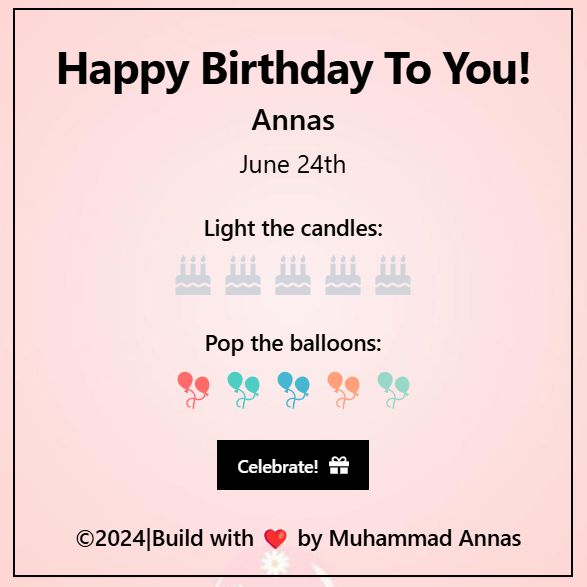 Happy Birthday To You!
Annas
June 24th
Light the candles:
Pop the balloons:
Celebrate!
©2024|Build with ❤️ by Muhammad Annas